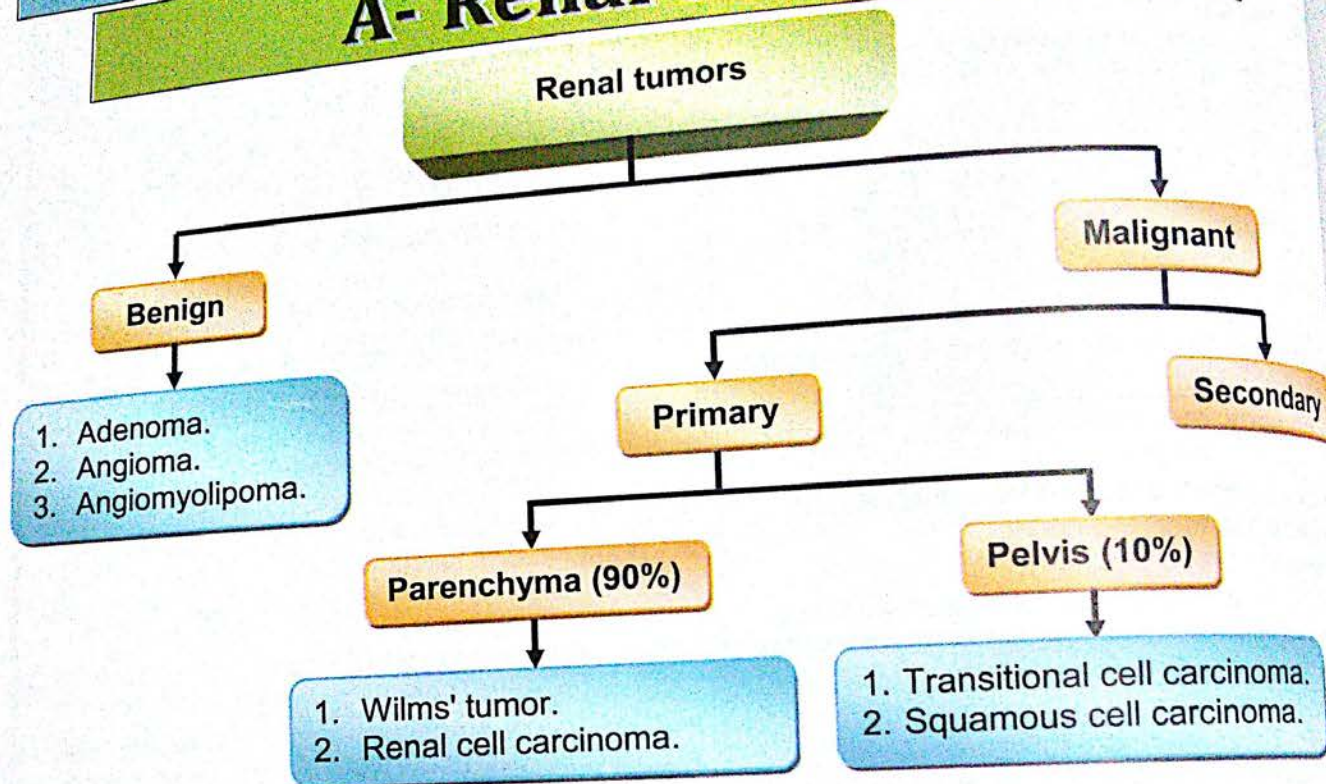 A- Renal
Renal tumors
Benign
Malignant
1. Adenoma.
2. Angioma.
3. Angiomyolipoma.
Primary
Secondary
Parenchyma (90%)
Pelvis (10%)
1. Wilms' tumor.
2. Renal cell carcinoma.
1. Transitional cell carcinoma.
2. Squamous cell carcinoma.